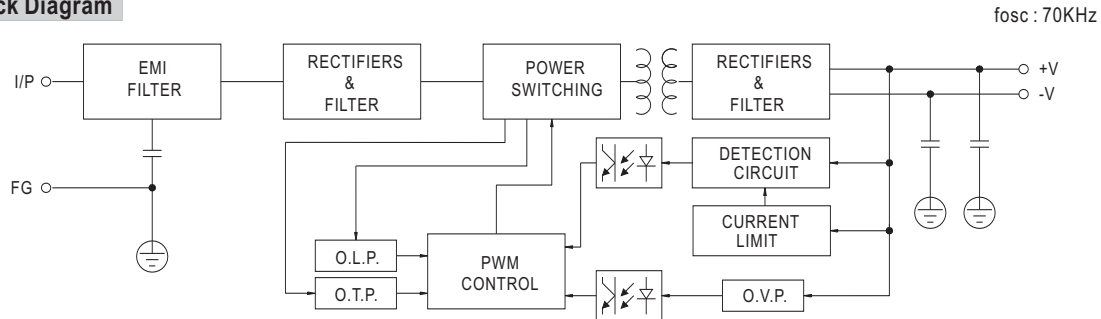 ck Diagram
fosc : 70KHz
I/P
EMI
FILTER
RECTIFIERS
&
FILTER
POWER
SWITCHING
RECTIFIERS
&
FILTER
+V
-V
DETECTION
CIRCUIT
FG
CURRENT
LIMIT
O.L.P.
PWM
CONTROL
O.T.P.
O.V.P.